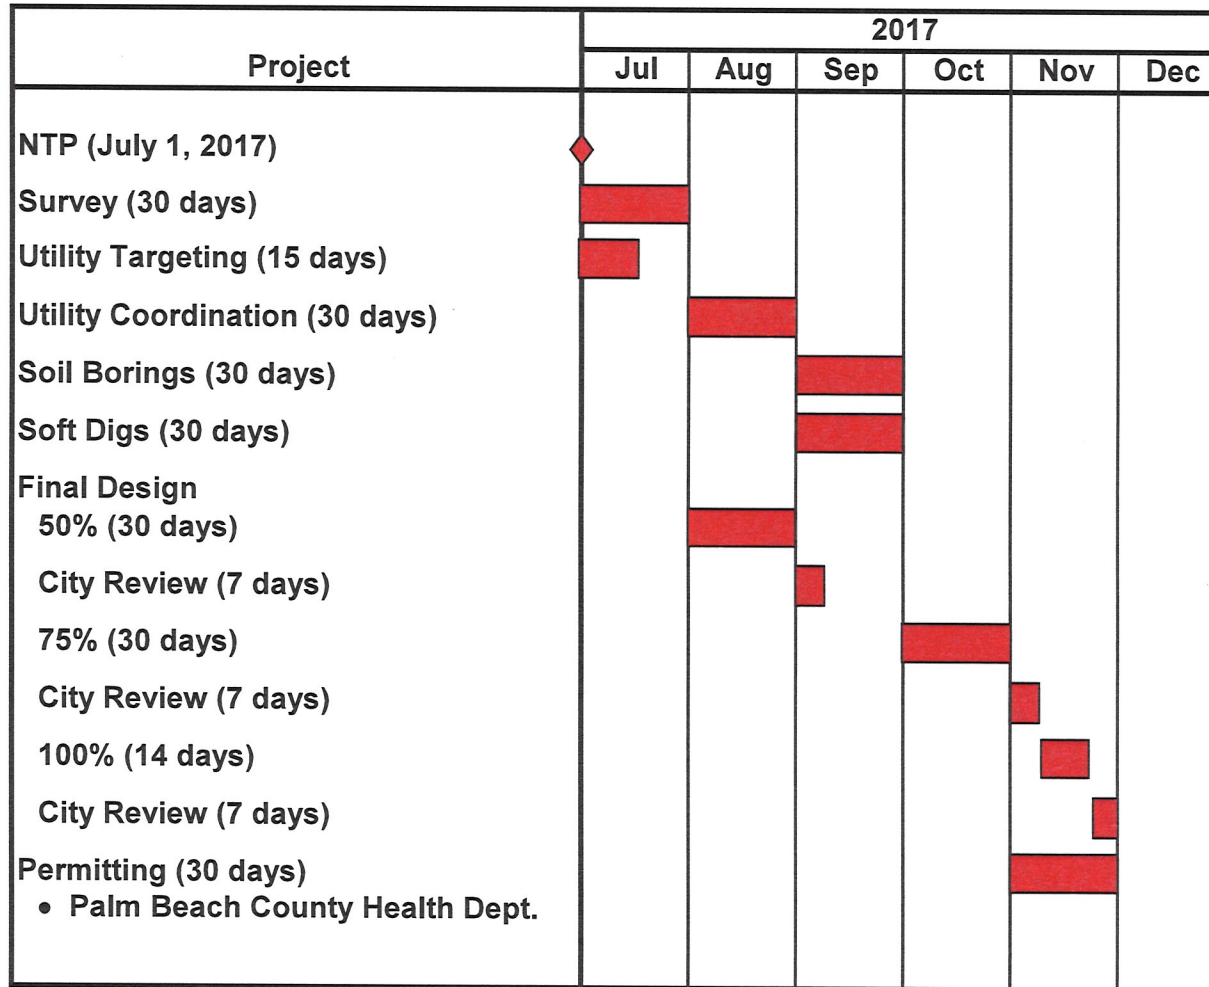 2017
Project Jul Aug Sep Oct Nov Dec
NTP (July 1, 2017)
Survey (30 days)
Utility Targeting (15 days)
Utility Coordination (30 days)
Soil Borings (30 days)
Soft Digs (30 days)
Final Design
50% (30 days)
City Review (7 days)
75% (30 days)
City Review (7 days)
100% (14 days)
City Review (7 days)
Permitting (30 days)
• Palm Beach County Health Dept.